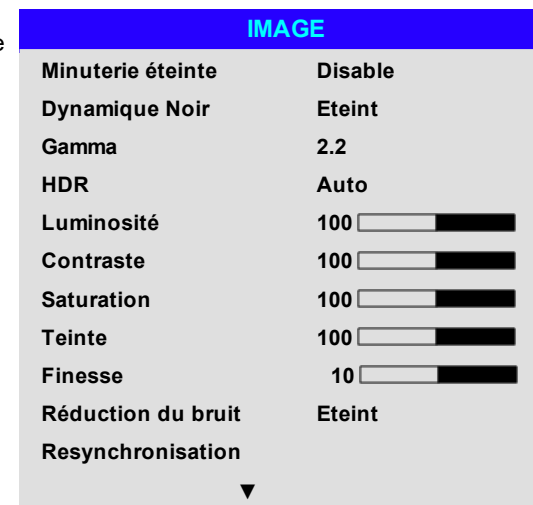 IMAGE
e
Minuterie éteinte Disable
Dynamique Noir Eteint
Gamma 2.2
HDR Auto
Luminosité 100
Contraste 100
Saturation 100
Teinte 100
Finesse 10
Réduction du bruit Eteint
Resynchronisation
▼